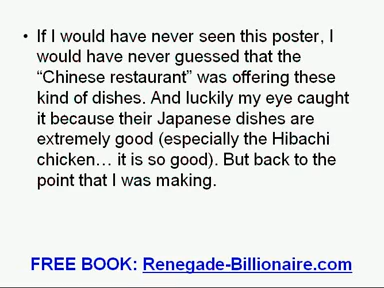 • If I would have never seen this poster, I
would have never guessed that the
“Chinese restaurant” was offering these
kind of dishes. And luckily my eye caught
it because their Japanese dishes are
extremely good (especially the Hibachi
chicken… it is so good). But back to the
point that I was making.
FREE BOOK: Renegade-Billionaire.com